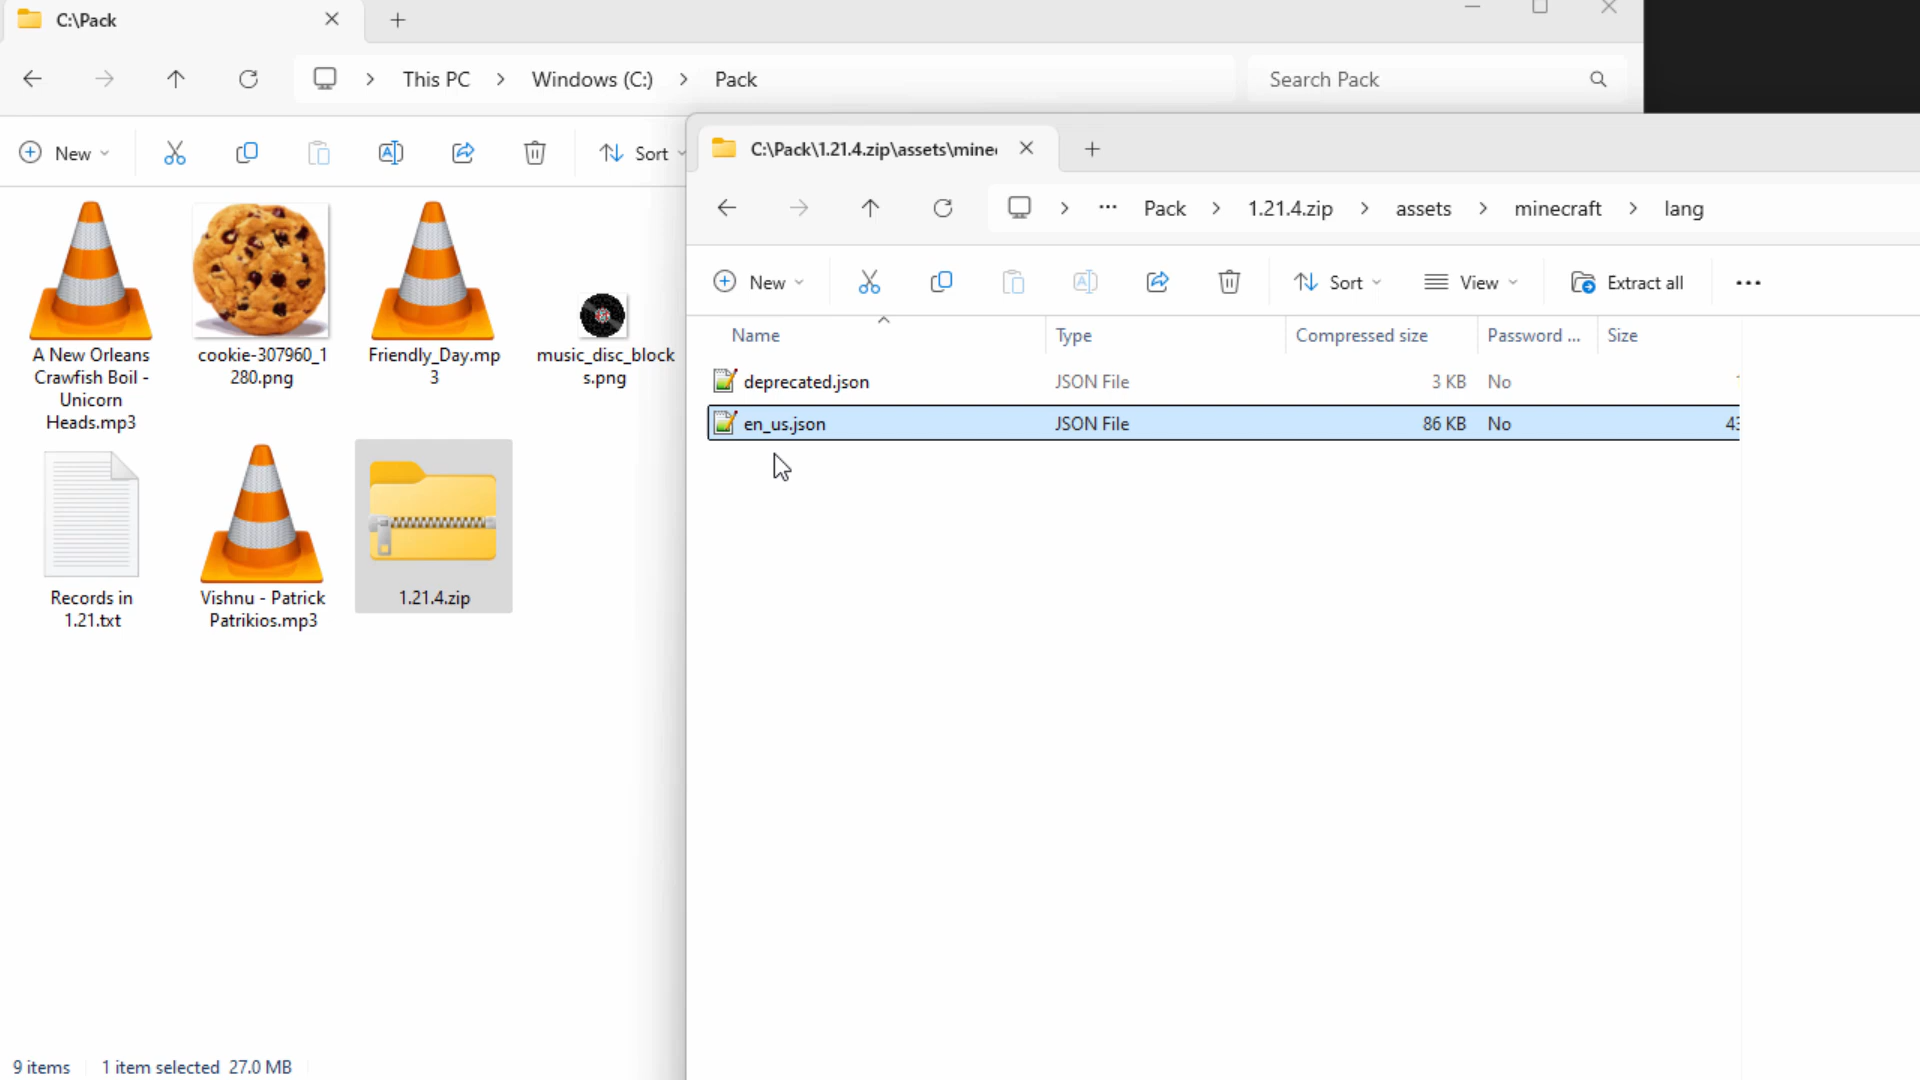 C:\Pack
This PC
Windows (C:)
Pack
Search Pack
New
Sort
A New Orleans
Crawfish Boil -
Unicorn
Heads.mp3
cookie-307960_1
280.png
Friendly_Day.mp
3
music_disc_block
s.png
Records in
1.21.txt
Vishnu - Patrick
Patrikios.mp3
1.21.4.zip
9 items
1 item selected 27.0 MB
C:\Pack\1.21.4.zip\assets\mine
... Pack
1.21.4.zip
assets
minecraft
lang
New
Sort
View
Extract all
Name
Type
Compressed size
Password ...
Size
deprecated.json
JSON File
3 KB
No
en_us.json
JSON File
86 KB
No